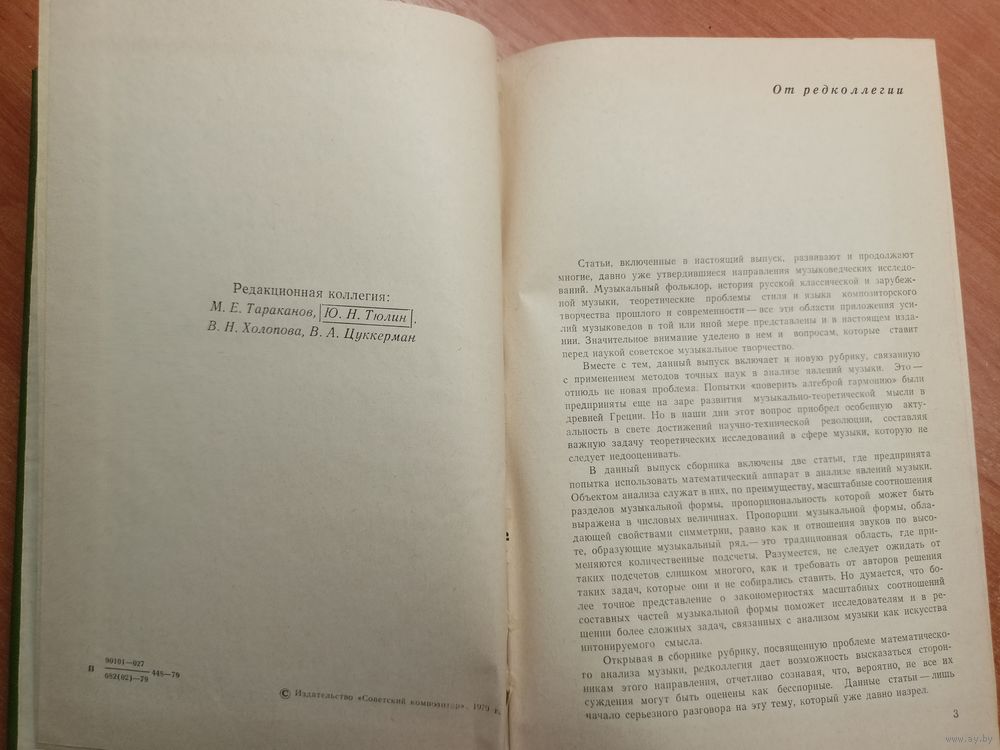 Редакционная коллегия:
М. Е. Тараканов, Ю. Н. Тюлин,
В. Н. Холопова, В. А. Цуккерман
П 90101—027 448—79
082(02)—79
© Издательство «Советский композитор», 1979 г.
От редколлегии
Статьи, включенные в настоящий выпуск, развивают и продолжают
многие, давно уже утвердившиеся направления музыковедческих исследо-
ваний. Музыкальный фольклор, история русской классической и зарубеж-
ной музыки, теоретические проблемы стиля и языка композиторского
творчества прошлого и современности — все эти области приложения уси-
лий музыковедов в той или иной мере представлены и в настоящем изда-
нии. Значительное внимание уделено в нем и вопросам, которые ставит
перед наукой советское музыкальное творчество.
Вместе с тем, данный выпуск включает и новую рубрику, связанную
с применением методов точных наук в анализе явлений музыки. Это —
отнюдь не новая проблема. Попытки «поверить алгеброй гармонию» были
предприняты еще на заре развития музыкально-теоретической мысли в
древней Греции. Но в наши дни этот вопрос приобрел особенную акту-
альность в свете достижений научно-технической революции, составляя
важную задачу теоретических исследований в сфере музыки, которую не
следует недооценивать.
В данный выпуск сборника включены две статьи, где предпринята
попытка использовать математический аппарат в анализе явлений музыки.
Объектом анализа служат в них, по преимуществу, масштабные соотношения
разделов музыкальной формы, пропорциональность которой может быть
выражена в числовых величинах. Пропорции музыкальной формы, обла-
дающей свойствами симметрии, равно как и отношения звуков по высо-
те, образующие музыкальный ряд,— это традиционная область, где при-
меняются количественные подсчеты. Разумеется, не следует ожидать от
таких подсчетов слишком многого, как и требовать от авторов решения
таких задач, которые они и не собирались ставить. Но думается, что бо-
лее точное представление о закономерностях масштабных соотношений
составных частей музыкальной формы поможет исследователям и в ре-
шении более сложных задач, связанных с анализом музыки как искусства
интонируемого смысла.
Открывая в сборнике рубрику, посвященную проблеме математическо-
го анализа музыки, редколлегия дает возможность высказаться сторон-
никам этого направления, отчетливо сознавая, что, вероятно, не все их
суждения могут быть оценены как бесспорные. Данные статьи — лишь
начало серьезного разговора на эту тему, который уже давно назрел.
3
www.ay.by